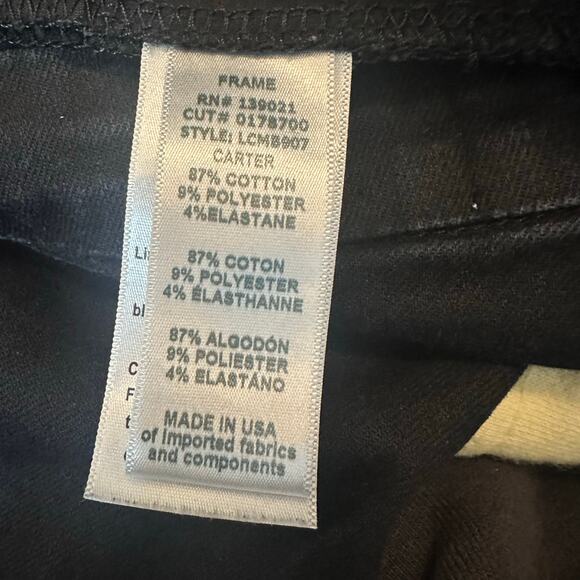 FRAME
RN# 139021
CUT# 0178700
STYLE: LCMB907
CARTER
87% COTTON
9% POLYESTER
4%ELASTANE
87% COTON
9% POLYESTER
4% ÉLASTHANNE
87% ALGODÓN
9% POLIESTER
4% ELASTÁNO
MADE IN USA
of imported fabrics
and components